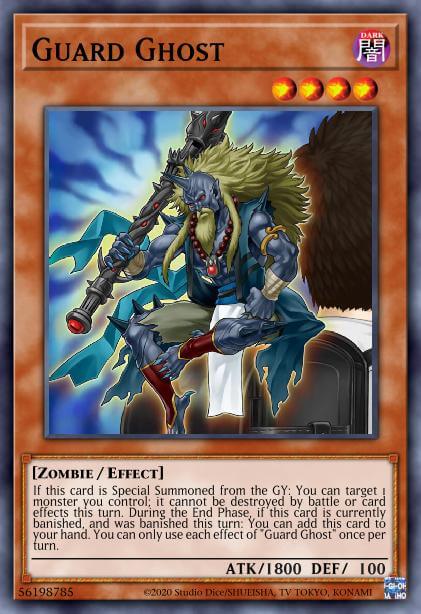 GUARD GHOST
DARK
闇
[ZOMBIE / EFFECT]
If this card is Special Summoned from the GY: You can target 1
monster you control; it cannot be destroyed by battle or card
effects this turn. During the End Phase, if this card is currently
banished, and was banished this turn: You can add this card to
your hand. You can only use each effect of "Guard Ghost" once per
turn.
ATK/1800 DEF/ 100
56198785
©2020 Studio Dice/SHUEISHA, TV TOKYO, KONAMI